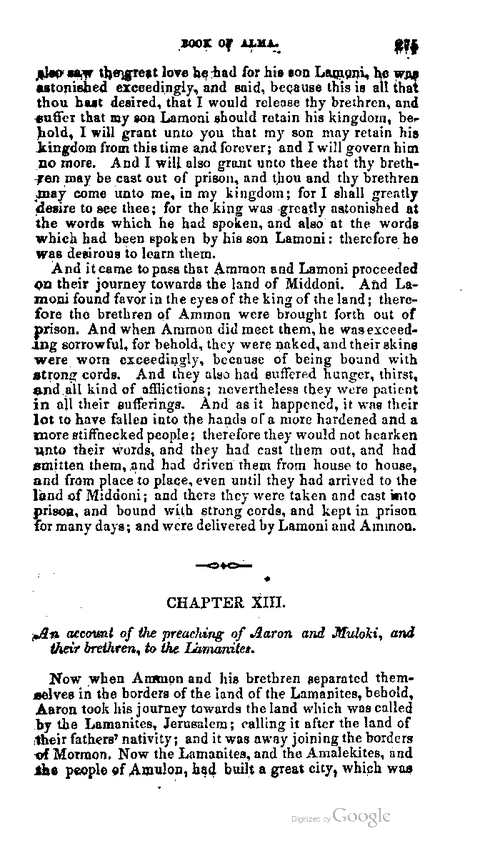 BOOK OF ALMA. 275
also saw the great love he had for his son Lamoni, he was
astonished exceedingly, and said, because this is all that
thou hast desired, that I would release thy brethren, and
suffer that my son Lamoni should retain his kingdom, be-
hold, I will grant unto you that my son may retain his
kingdom from this time and forever; and I will govern him
no more. And I will also grant unto thee that thy breth-
ren may be cast out of prison, and thou and thy brethren
may come unto me, in my kingdom; for I shall greatly
desire to see thee; for the king was greatly astonished at
the words which he had spoken, and also at the words
which had been spoken by his son Lamoni: therefore he
was desirous to learn them.
And it came to pass that Ammon and Lamoni proceeded
on their journey towards the land of Middoni. And La-
moni found favor in the eyes of the king of the land; there-
fore the brethren of Ammon were brought forth out of
prison. And when Ammon did meet them, he was exceed-
ing sorrowful, for behold, they were naked, and their skins
were worn exceedingly, because of being bound with
strong cords. And they also had suffered hunger, thirst,
and all kind of afflictions; nevertheless they were patient
in all their sufferings. And as it happened, it was their
lot to have fallen into the hands of a more hardened and a
more stiffnecked people; therefore they would not hearken
unto their words, and they had cast them out, and had
smitten them, and had driven them from house to house,
and from place to place, even until they had arrived to the
land of Middoni; and there they were taken and cast into
prison, and bound with strong cords, and kept in prison
for many days; and were delivered by Lamoni and Ammon.
CHAPTER XIII.
An account of the preaching of Aaron and Muloki, and
their brethren, to the Lamanites.
Now when Ammon and his brethren separated them-
selves in the borders of the land of the Lamanites, behold,
Aaron took his journey towards the land which was called
by the Lamanites, Jerusalem; calling it after the land of
their fathers' nativity; and it was away joining the borders
of Mormon. Now the Lamanites, and the Amalekites, and
the people of Amulon, had built a great city, which was
Digitized by Google